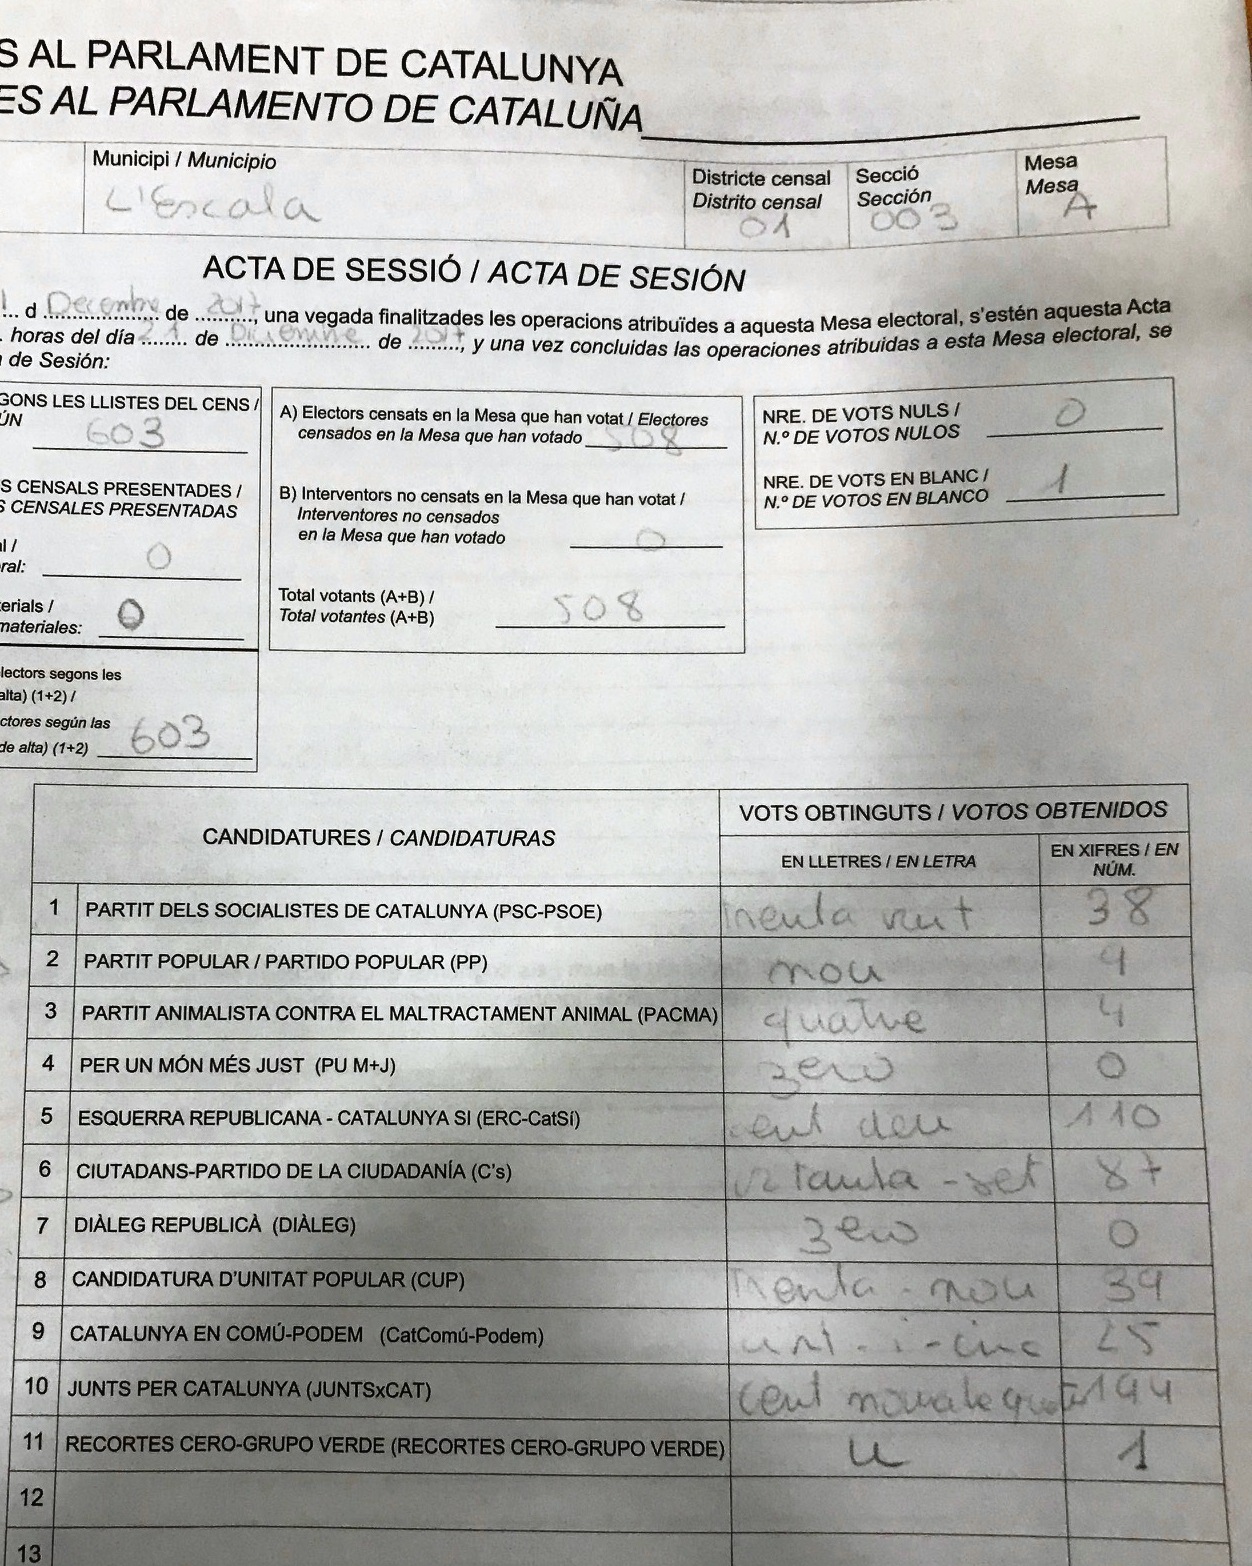 S AL PARLAMENT DE CATALUNYA
ES AL PARLAMENTO DE CATALUÑA
Municipi / Municipio
L'Escala
Districte censal
Distrito censal
01
Secció
Sección
003
Mesa
Mesa
A
ACTA DE SESSIÓ / ACTA DE SESIÓN
d Decembre de 2017, una vegada finalitzades les operacions atribuïdes a aquesta Mesa electoral, s'estén aquesta Acta
horas del día 21 de Diciembre de 2017, y una vez concluidas las operaciones atribuidas a esta Mesa electoral, se
de Sesión:
GONS LES LLISTES DEL CENS /
ÚN
603
S CENSALS PRESENTADES /
S CENSALES PRESENTADAS
al /
ral:
0
erials /
materiales:
0
lectors segons les
alta) (1+2) /
ctores según las
de alta) (1+2)
603
A) Electors censats en la Mesa que han votat / Electores
censados en la Mesa que han votado 508
B) Interventors no censats en la Mesa que han votat /
Interventores no censados
en la Mesa que han votado
0
Total votants (A+B) /
Total votantes (A+B)
508
NRE. DE VOTS NULS /
N.º DE VOTOS NULOS
0
NRE. DE VOTS EN BLANC /
N.º DE VOTOS EN BLANCO
1
CANDIDATURES / CANDIDATURAS
VOTS OBTINGUTS / VOTOS OBTENIDOS
EN LLETRES / EN LETRA
EN XIFRES / EN
NÚM.
1 PARTIT DELS SOCIALISTES DE CATALUNYA (PSC-PSOE) 38
2 PARTIT POPULAR / PARTIDO POPULAR (PP) nou 4
3 PARTIT ANIMALISTA CONTRA EL MALTRACTAMENT ANIMAL (PACMA) quatre 4
4 PER UN MÓN MÉS JUST (PU M+J) zero 0
5 ESQUERRA REPUBLICANA - CATALUNYA SI (ERC-CatSí) cent deu 110
6 CIUTADANS-PARTIDO DE LA CIUDADANÍA (C's) vuitanta-set 87
7 DIÀLEG REPUBLICÀ (DIÀLEG) zero 0
8 CANDIDATURA D'UNITAT POPULAR (CUP) Trenta-nou 39
9 CATALUNYA EN COMÚ-PODEM (CatComú-Podem) vint-i-cinc 25
10 JUNTS PER CATALUNYA (JUNTSxCAT) cent 194
11 RECORTES CERO-GRUPO VERDE (RECORTES CERO-GRUPO VERDE) u 1
12
13